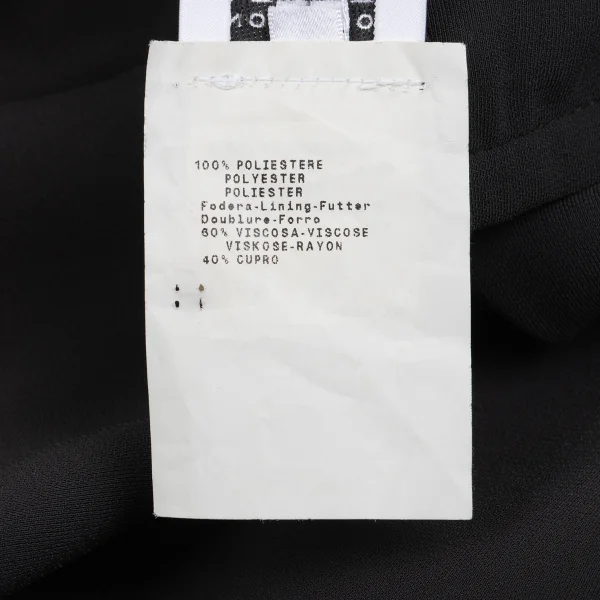 100% POLIESTERE
POLYESTER
POLIESTER
Fodera-Lining-Futter
Doublure-Forro
60% VISCOSA-VISCOSE
VISKOSE-RAYON
40% CUPRO